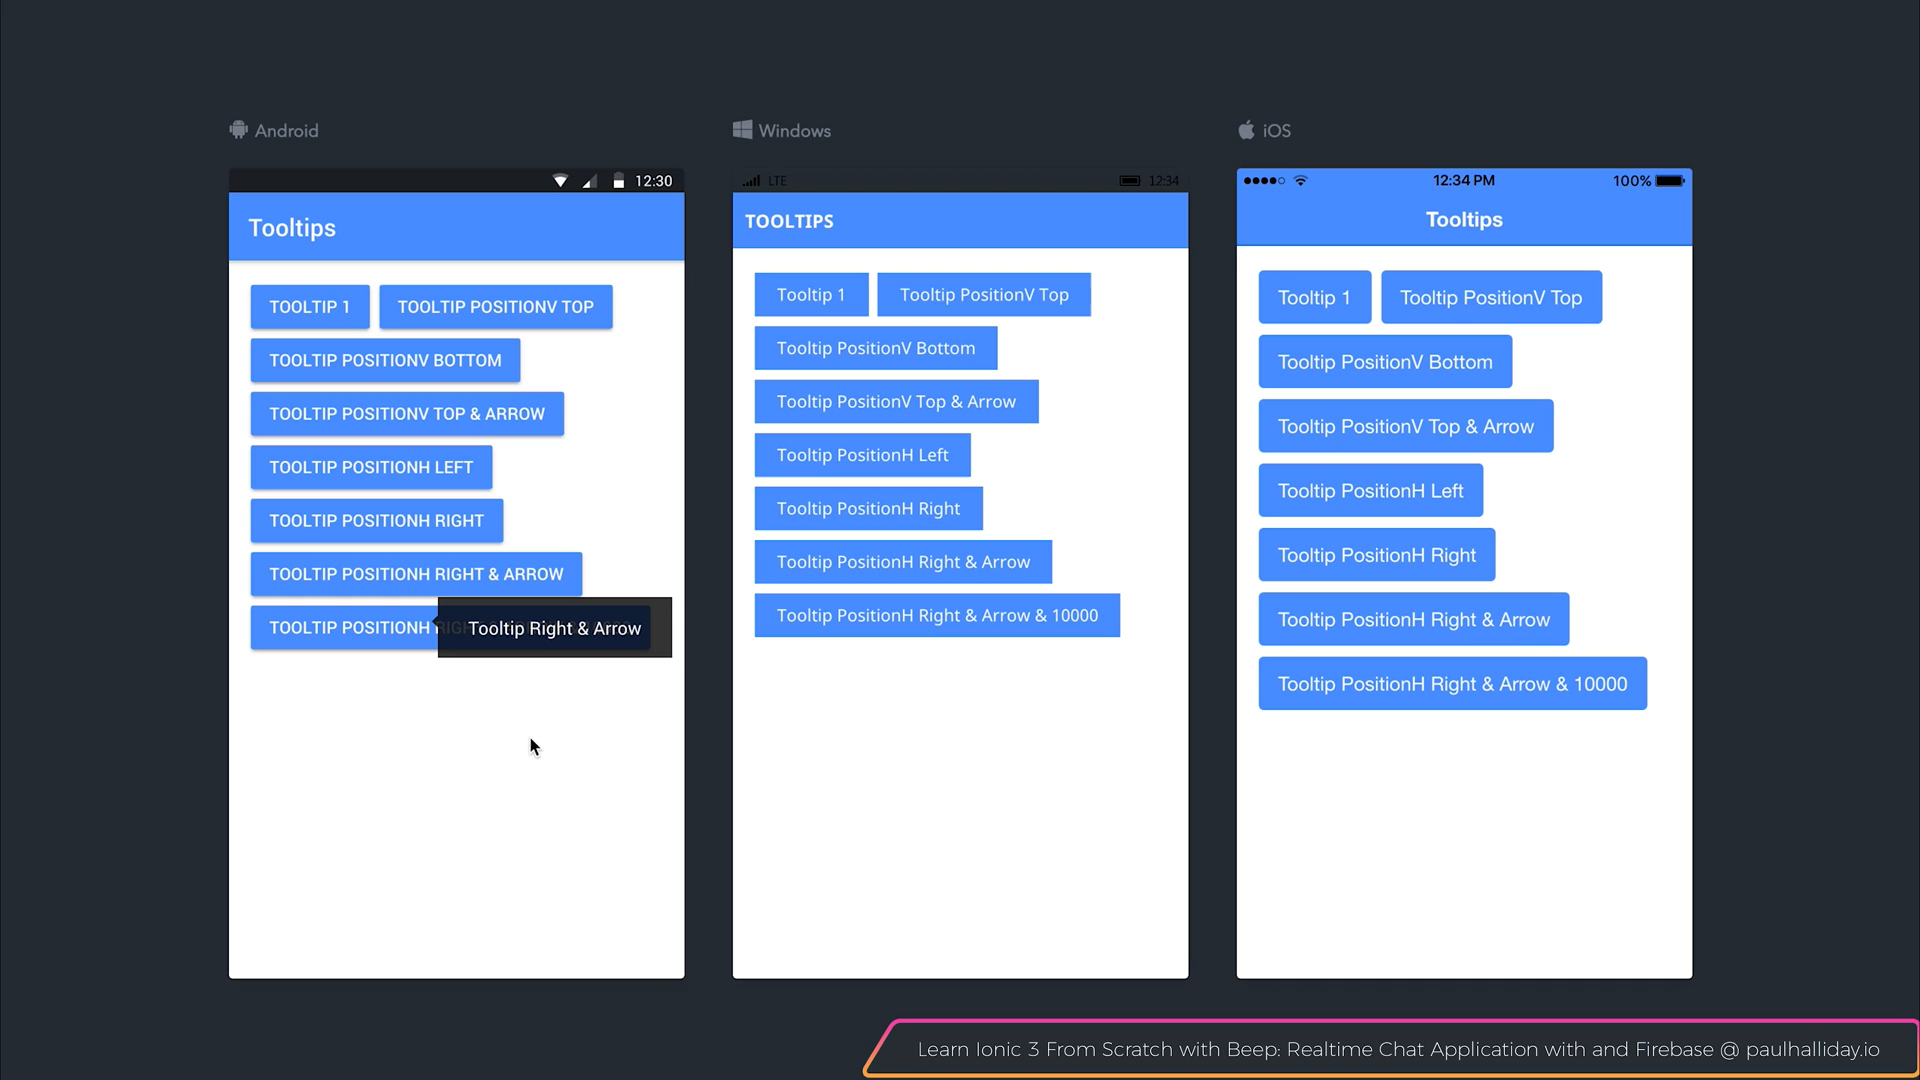 Android
12:30
Tooltips
TOOLTIP 1
TOOLTIP POSITIONV TOP
TOOLTIP POSITIONV BOTTOM
TOOLTIP POSITIONV TOP & ARROW
TOOLTIP POSITIONH LEFT
TOOLTIP POSITIONH RIGHT
TOOLTIP POSITIONH RIGHT & ARROW
TOOLTIP POSITIONH
Tooltip Right & Arrow
Windows
LTE
12:34
TOOLTIPS
Tooltip 1
Tooltip PositionV Top
Tooltip PositionV Bottom
Tooltip PositionV Top & Arrow
Tooltip PositionH Left
Tooltip PositionH Right
Tooltip PositionH Right & Arrow
Tooltip PositionH Right & Arrow & 10000
iOS
12:34 PM
100%
Tooltips
Tooltip 1
Tooltip PositionV Top
Tooltip PositionV Bottom
Tooltip PositionV Top & Arrow
Tooltip PositionH Left
Tooltip PositionH Right
Tooltip PositionH Right & Arrow
Tooltip PositionH Right & Arrow & 10000
Learn Ionic 3 From Scratch with Beep: Realtime Chat Application with and Firebase @ paulhalliday.io